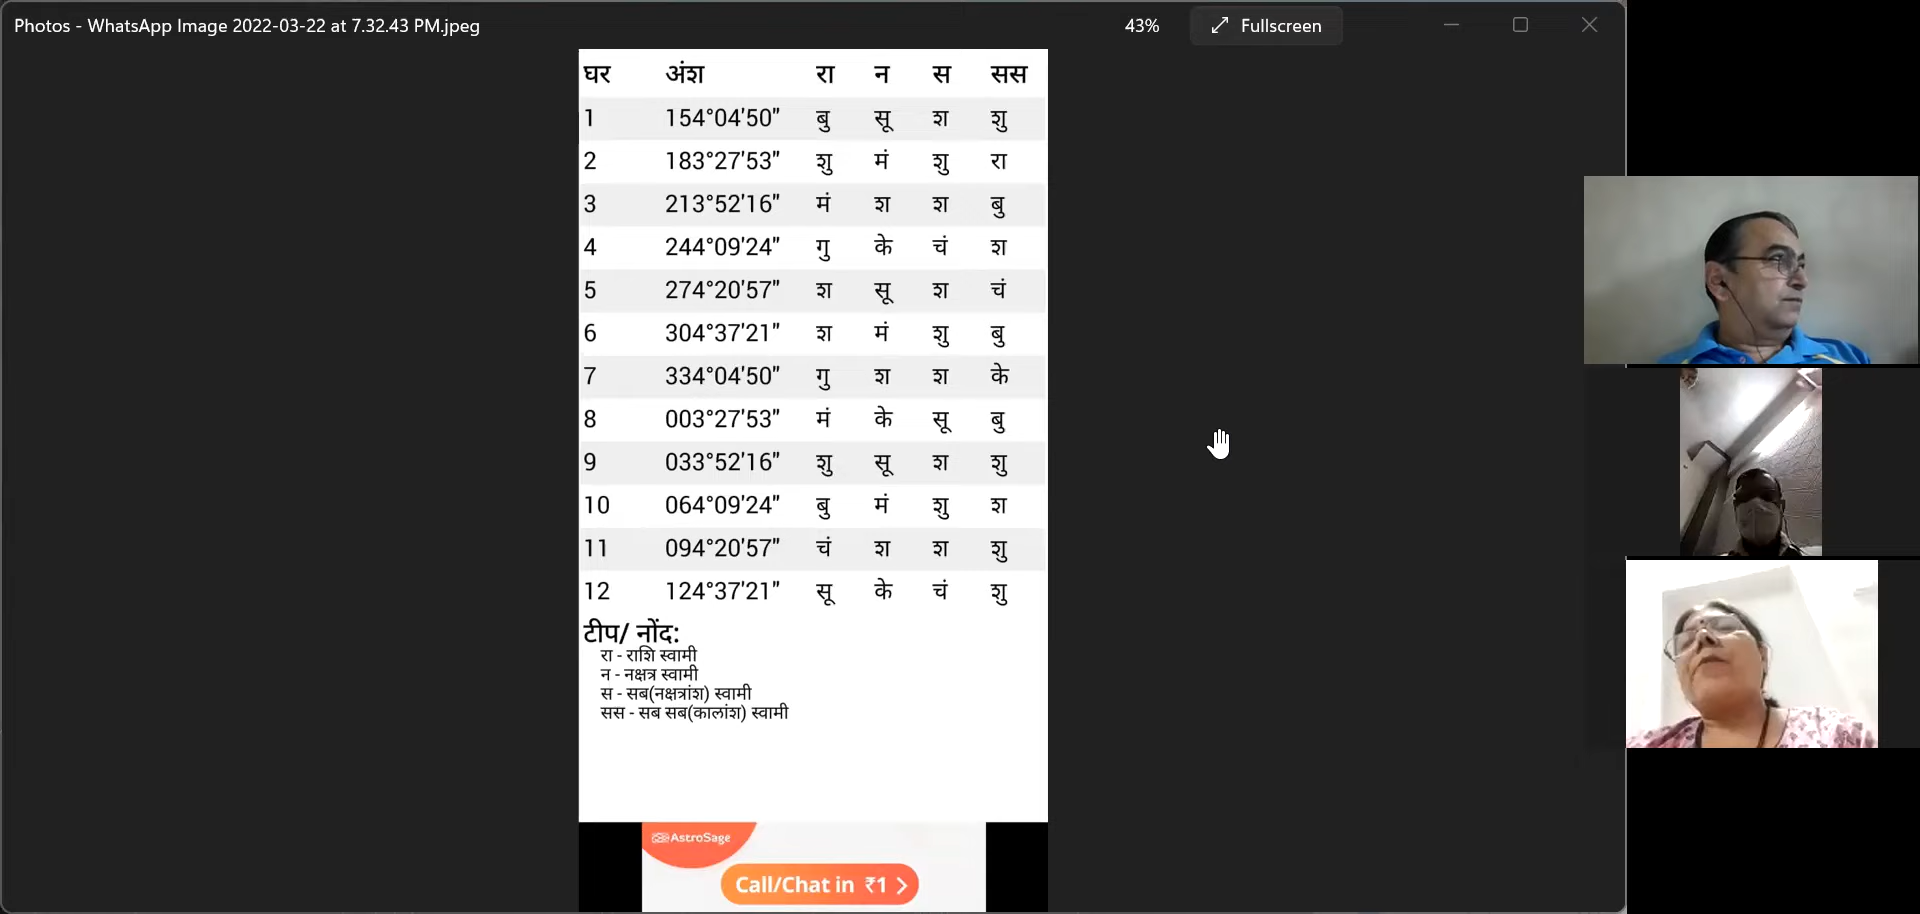 Photos - WhatsApp Image 2022-03-22 at 7.32.43 PM.jpeg 43% Fullscreen
घर अंश रा न स सस
1 154°04'50" बु सू श शु
2 183°27'53" शु मं शु रा
3 213°52'16" मं श श बु
4 244°09'24" गु के चं श
5 274°20'57" श सू श चं
6 304°37'21" श मं शु बु
7 334°04'50" गु श श के
8 003°27'53" मं के सू बु
9 033°52'16" शु सू श शु
10 064°09'24" बु मं शु श
11 094°20'57" चं श श शु
12 124°37'21" सू के चं शु
टीप/ नोंद:
रा - राशि स्वामी
न - नक्षत्र स्वामी
स - सब(नक्षत्रांश) स्वामी
सस - सब सब(कालांश) स्वामी
AstroSage
Call/Chat in ₹1 >